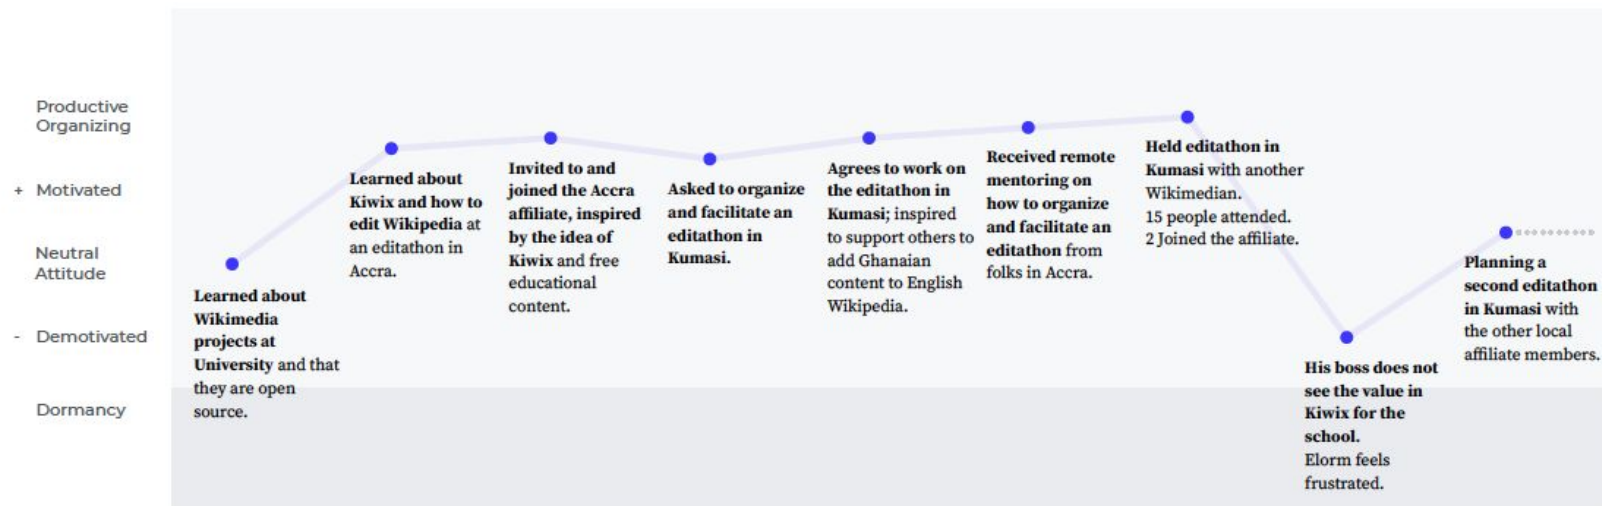 Productive
Organizing
+ Motivated
Neutral
Attitude
- Demotivated
Dormancy
Learned about
Wikimedia
projects at
University and that
they are open
source.
Learned about
Kiwix and how to
edit Wikipedia at
an editathon in
Accra.
Invited to and
joined the Accra
affiliate, inspired
by the idea of
Kiwix and free
educational
content.
Asked to organize
and facilitate an
editathon in
Kumasi.
Agrees to work on
the editathon in
Kumasi; inspired
to support others to
add Ghanaian
content to English
Wikipedia.
Received remote
mentoring on
how to organize
and facilitate an
editathon from
folks in Accra.
Held editathon in
Kumasi with another
Wikimedian.
15 people attended.
2 Joined the affiliate.
His boss does not
see the value in
Kiwix for the
school.
Elorm feels
frustrated.
Planning a
second editathon
in Kumasi with
the other local
affiliate members.